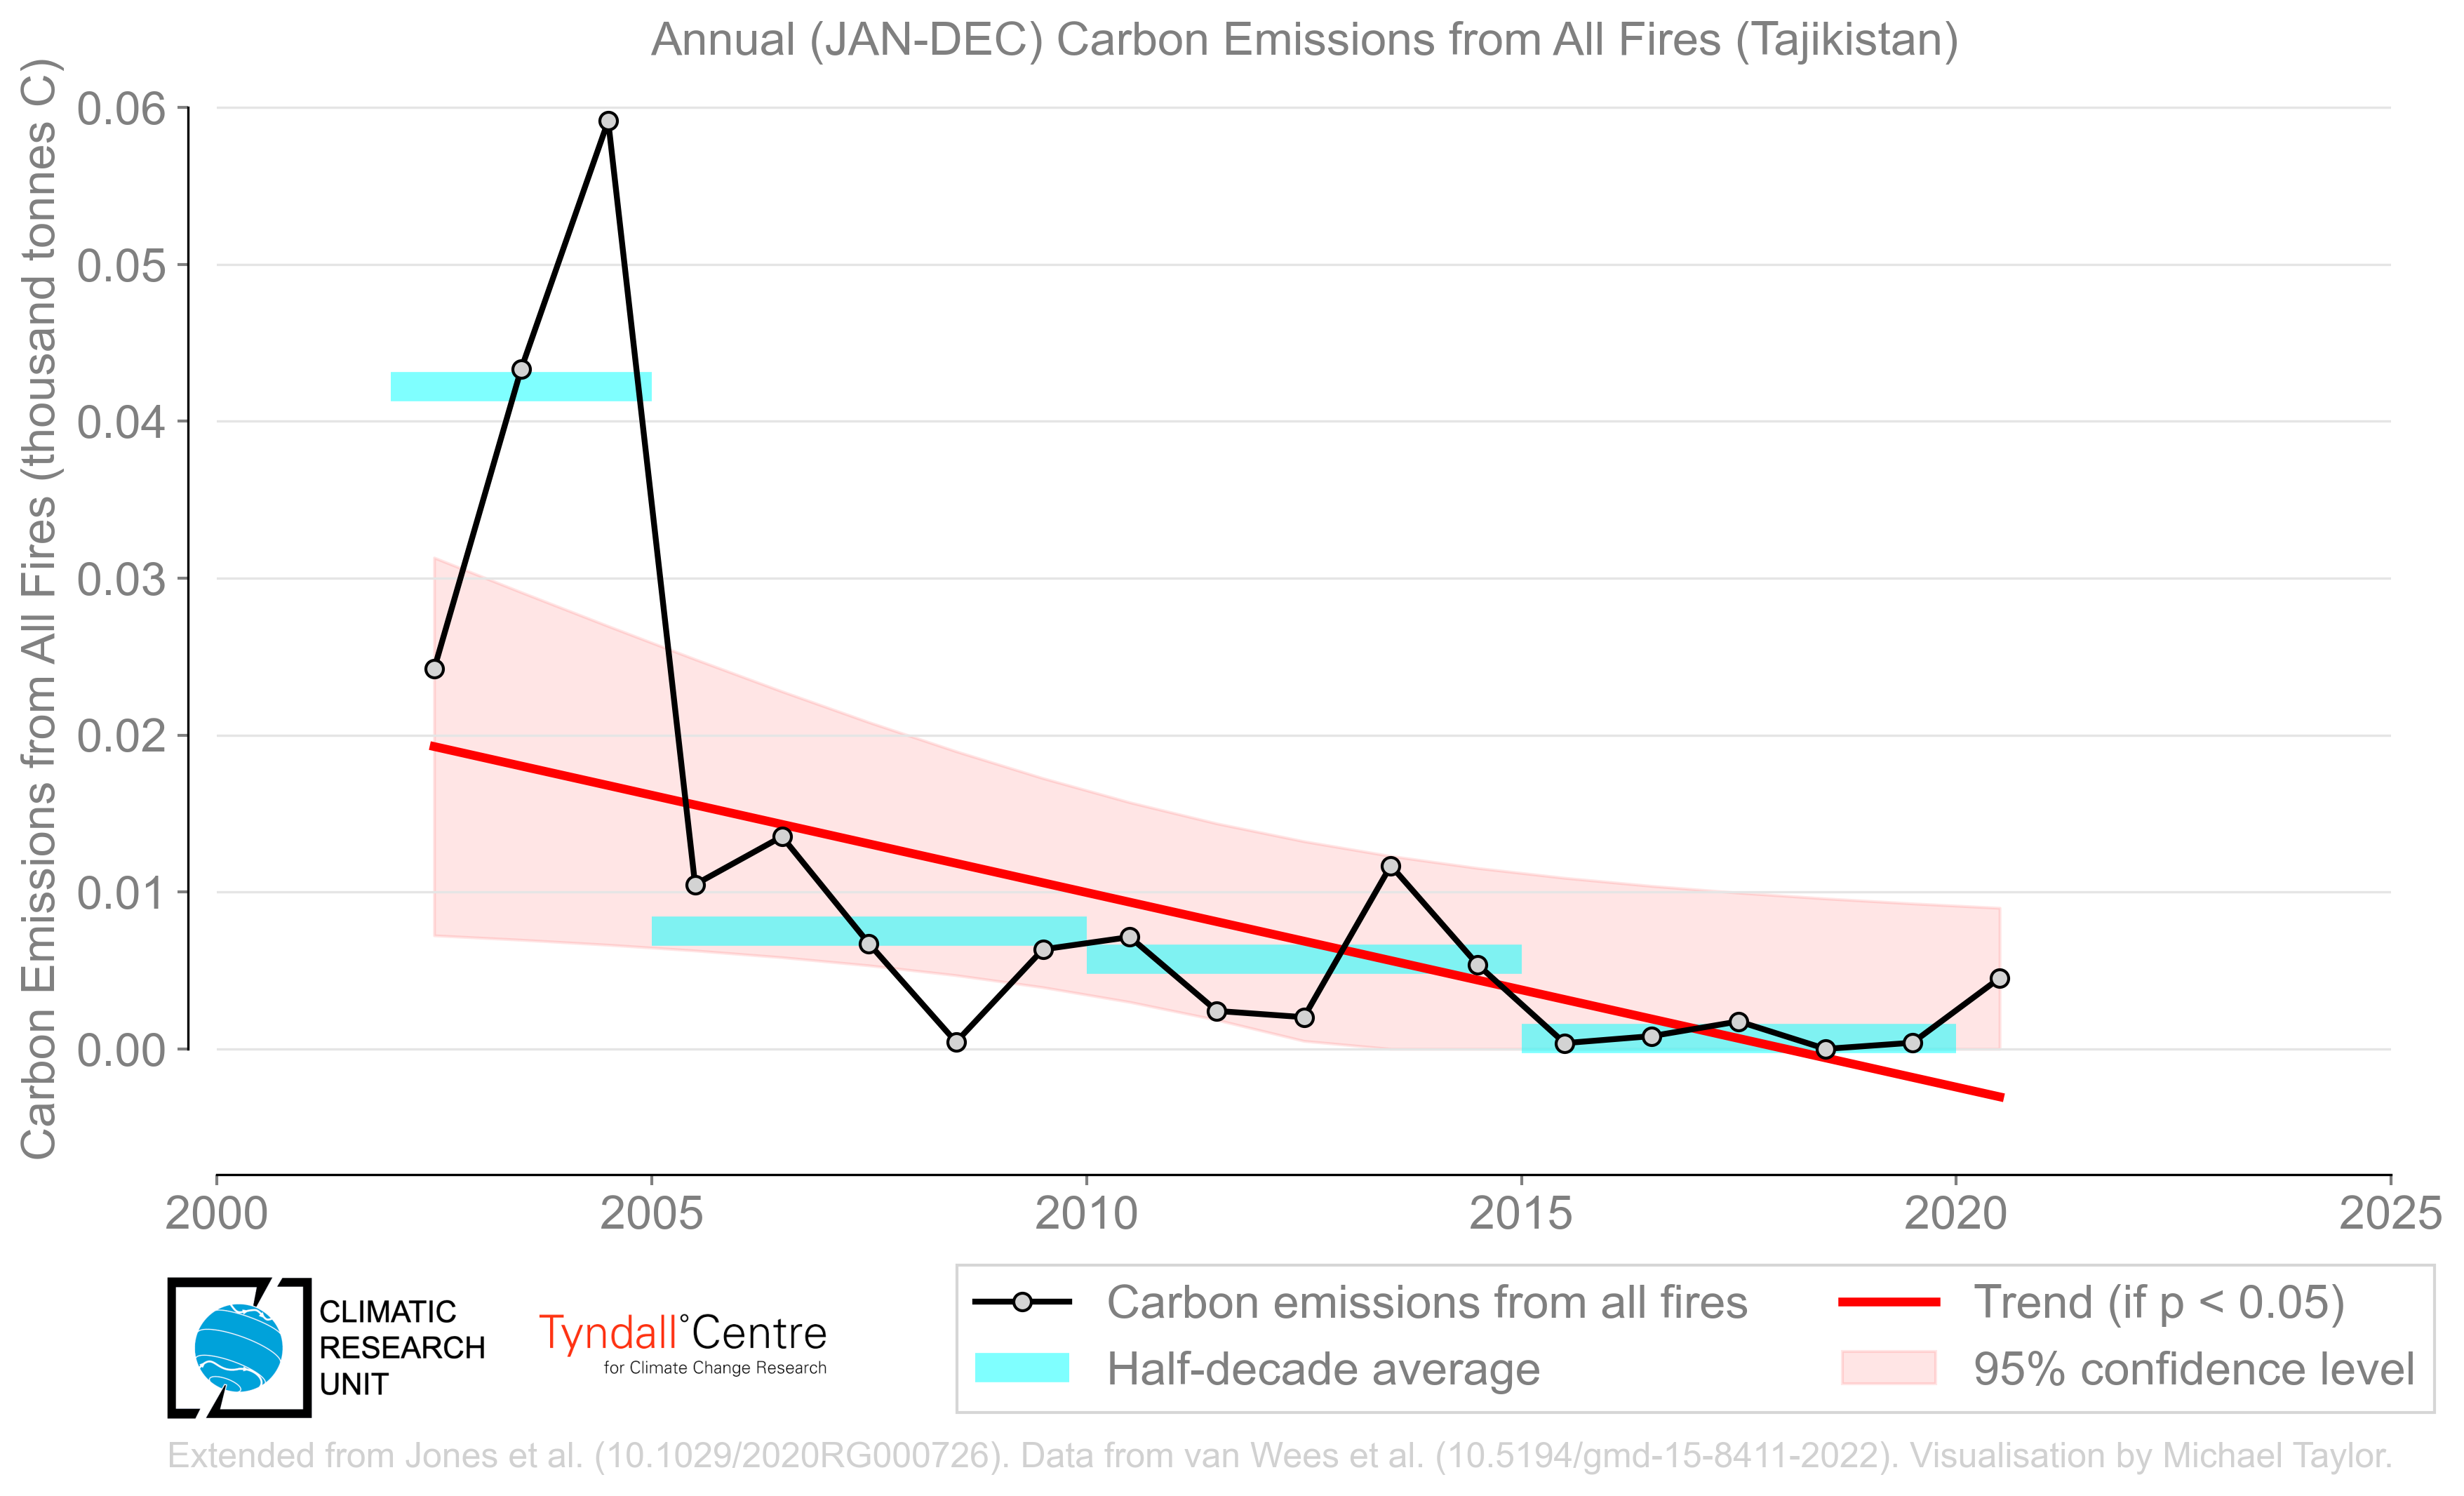 Annual (JAN-DEC) Carbon Emissions from All Fires (Tajikistan)
Carbon Emissions from All Fires (thousand tonnes C)
0.06
0.05
0.04
0.03
0.02
0.01
0.00
2000
2005
2010
2015
2020
2025
CLIMATIC
RESEARCH
UNIT
Tyndall°Centre
for Climate Change Research
Carbon emissions from all fires
Half-decade average
Trend (if p < 0.05)
95% confidence level
Extended from Jones et al. (10.1029/2020RG000726). Data from van Wees et al. (10.5194/gmd-15-8411-2022). Visualisation by Michael Taylor.